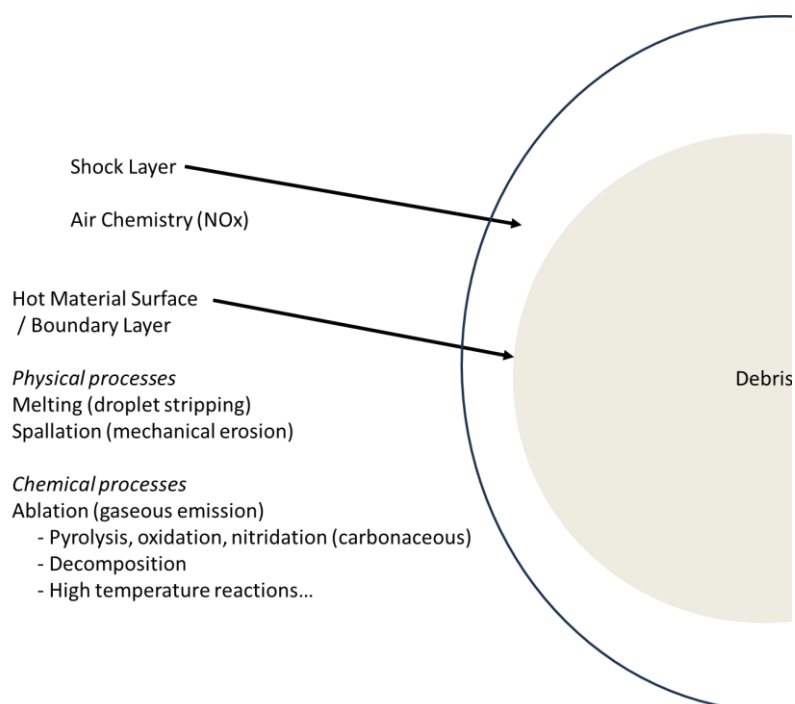 Shock Layer
Air Chemistry (NOx)
Hot Material Surface
/ Boundary Layer
Physical processes
Melting (droplet stripping)
Spallation (mechanical erosion)
Chemical processes
Ablation (gaseous emission)
- Pyrolysis, oxidation, nitridation (carbonaceous)
- Decomposition
- High temperature reactions…
Debris